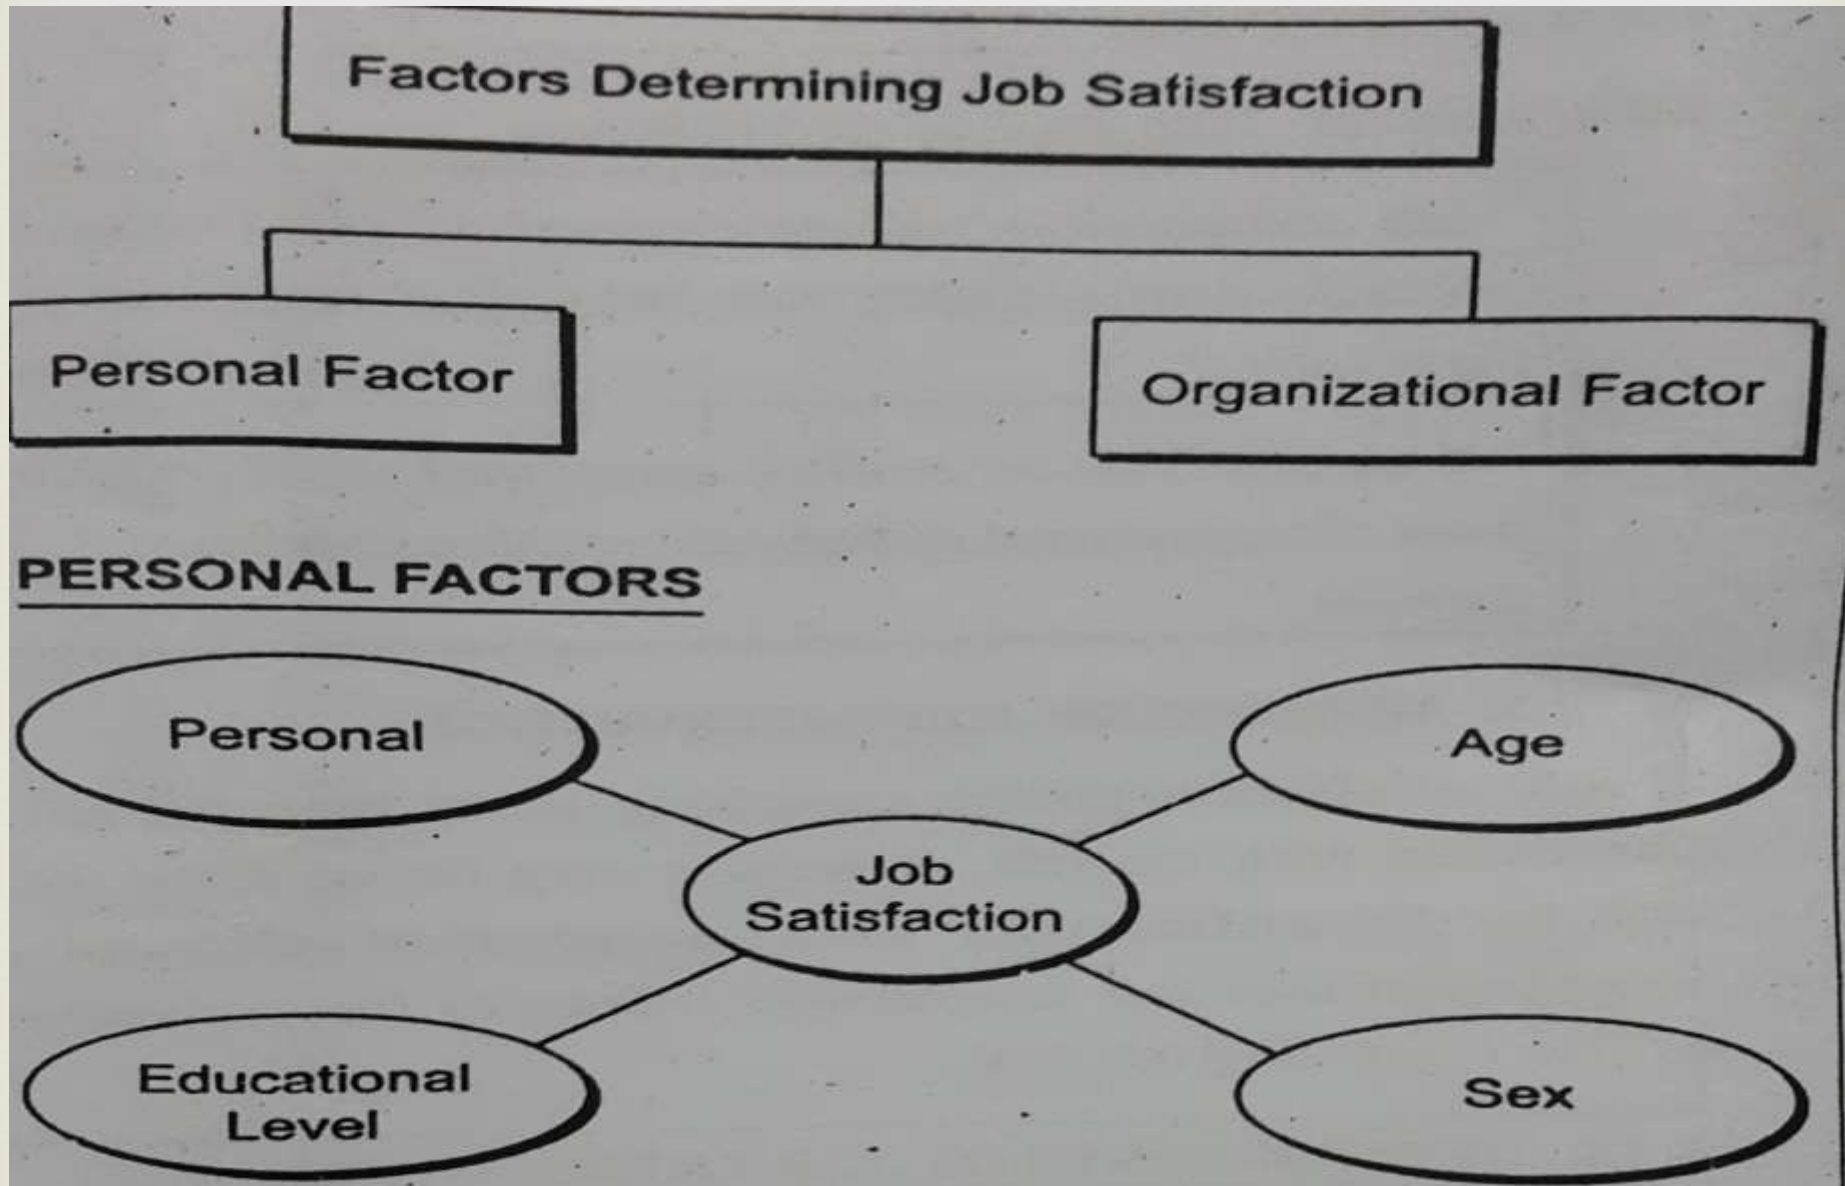 Factors Determining Job Satisfaction
Personal Factor
Organizational Factor
PERSONAL FACTORS
Personal
Age
Job
Satisfaction
Educational
Level
Sex